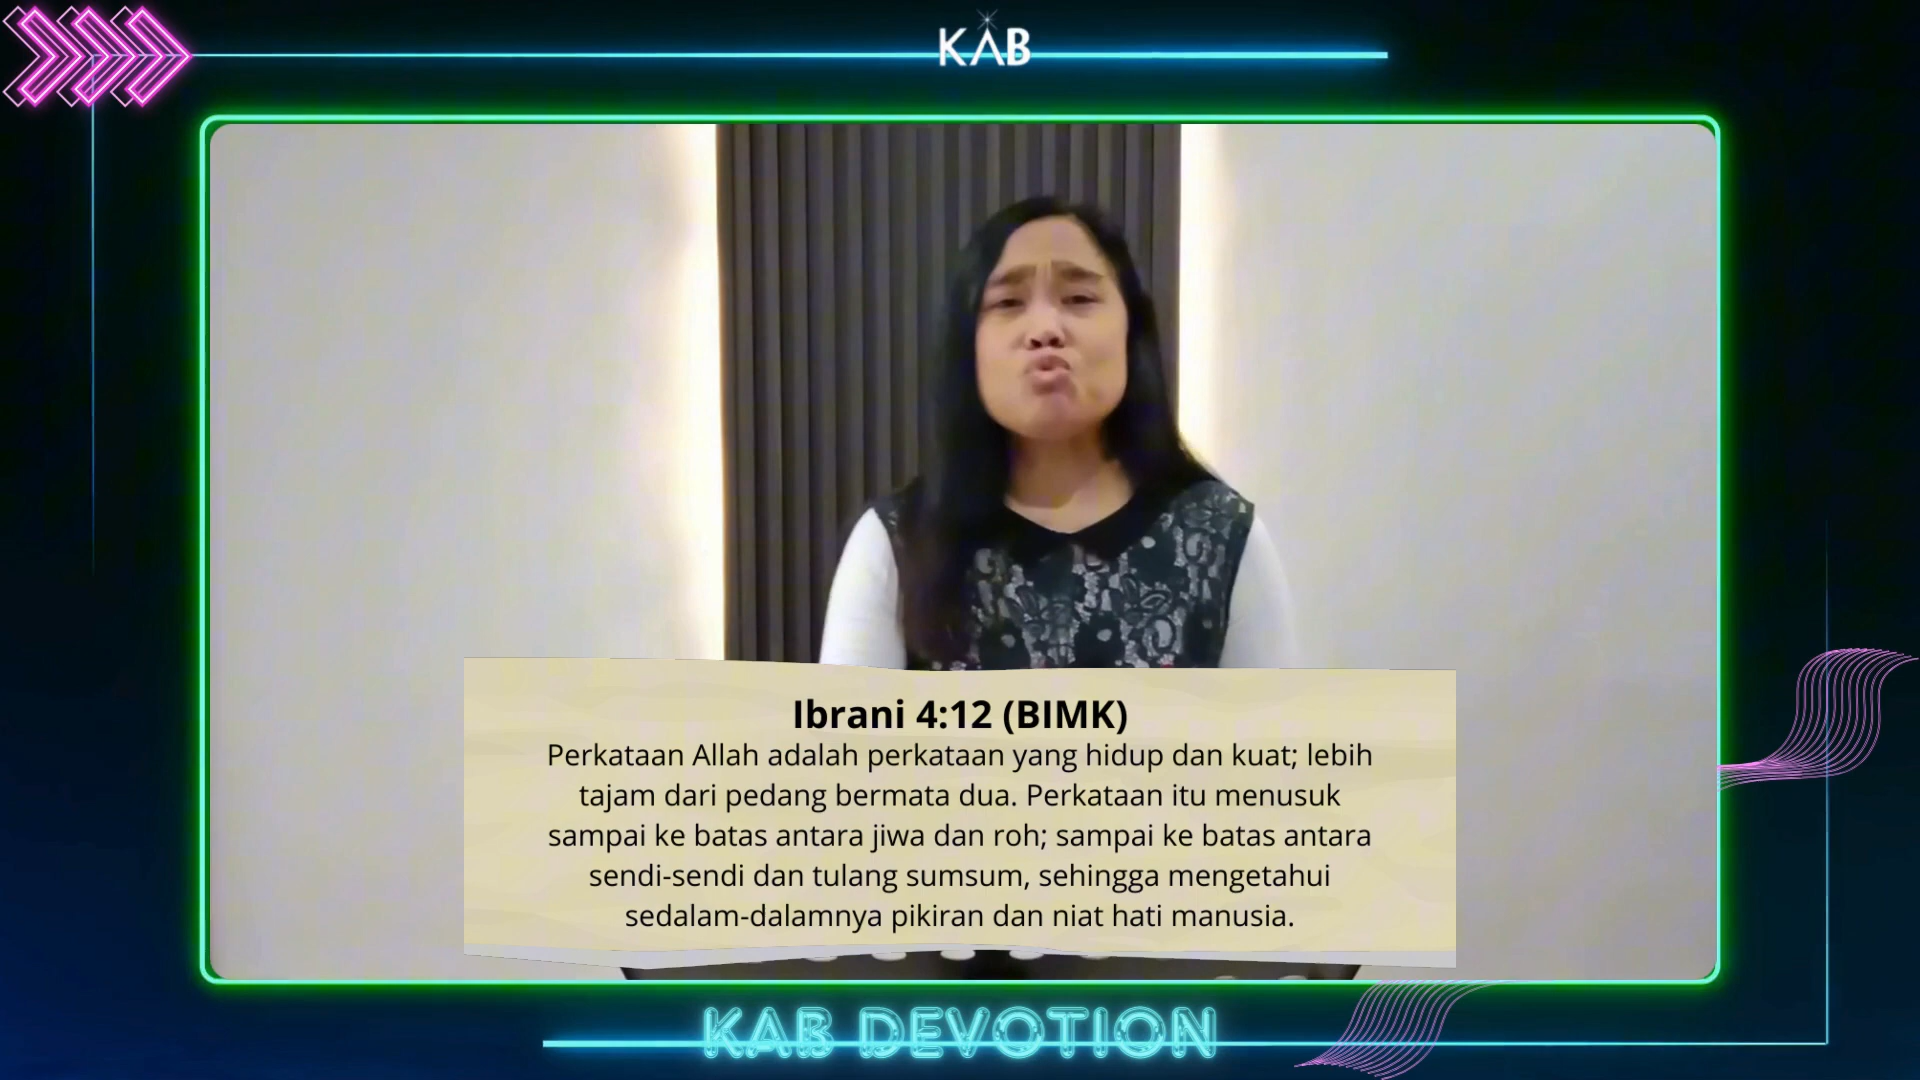 KAB
Ibrani 4:12 (BIMK)
Perkataan Allah adalah perkataan yang hidup dan kuat; lebih
tajam dari pedang bermata dua. Perkataan itu menusuk
sampai ke batas antara jiwa dan roh; sampai ke batas antara
sendi-sendi dan tulang sumsum, sehingga mengetahui
sedalam-dalamnya pikiran dan niat hati manusia.
KAB DEVOTION